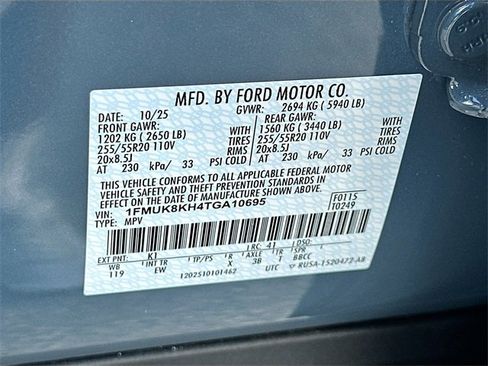 MFD. BY FORD MOTOR CO.
DATE: 10/25 GVWR: 2694 KG ( 5940 LB)
FRONT GAWR: REAR GAWR:
1202 KG ( 2650 LB) WITH 1560 KG ( 3440 LB) WITH
255/55R20 110V TIRES 255/55R20 110V TIRES
20x8.5J RIMS 20x8.5J RIMS
AT 230 kPa/ 33 PSI COLD AT 230 kPa/ 33 PSI COLD
THIS VEHICLE CONFORMS TO ALL APPLICABLE FEDERAL MOTOR
VEHICLE SAFETY AND THEFT PREVENTION STANDARDS IN
EFFECT ON THE DATE OF MANUFACTURE SHOWN ABOVE.
VIN: 1FMUK8KH4TGA10695 F0115
TYPE: MPV T0249
EXT PNT: K1 RC: 41 DSO:
WB INT TR TP/PS R AXLE TR SPR
119 EW X 3B T BBCC
1202510101462 UTC RUSA-1520472-AB